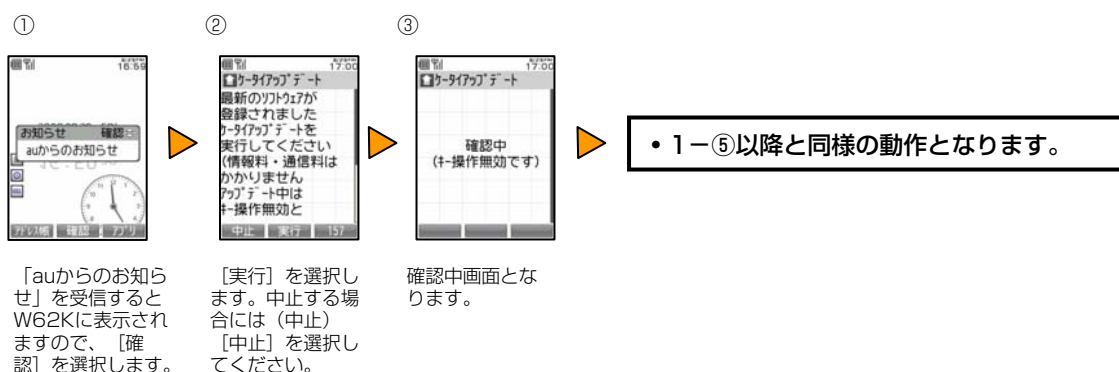 ①
②
③
16:59
お知らせ 確認
auからのお知らせ
アドレス帳 確認 アプリ
17:00
ケータイアップデート
最新のソフトウェアが
登録されました
ケータイアップデートを
実行してください
(情報料・通信料は
かかりません
アップデート中は
キー操作無効と
中止 実行 157
17:00
ケータイアップデート
確認中
(キー操作無効です)
• 1-⑤以降と同様の動作となります。
「auからのお知ら
せ」を受信すると
W62Kに表示され
ますので、［確
認］を選択します。
［実行］を選択し
ます。中止する場
合には（中止）
［中止］を選択し
てください。
確認中画面とな
ります。